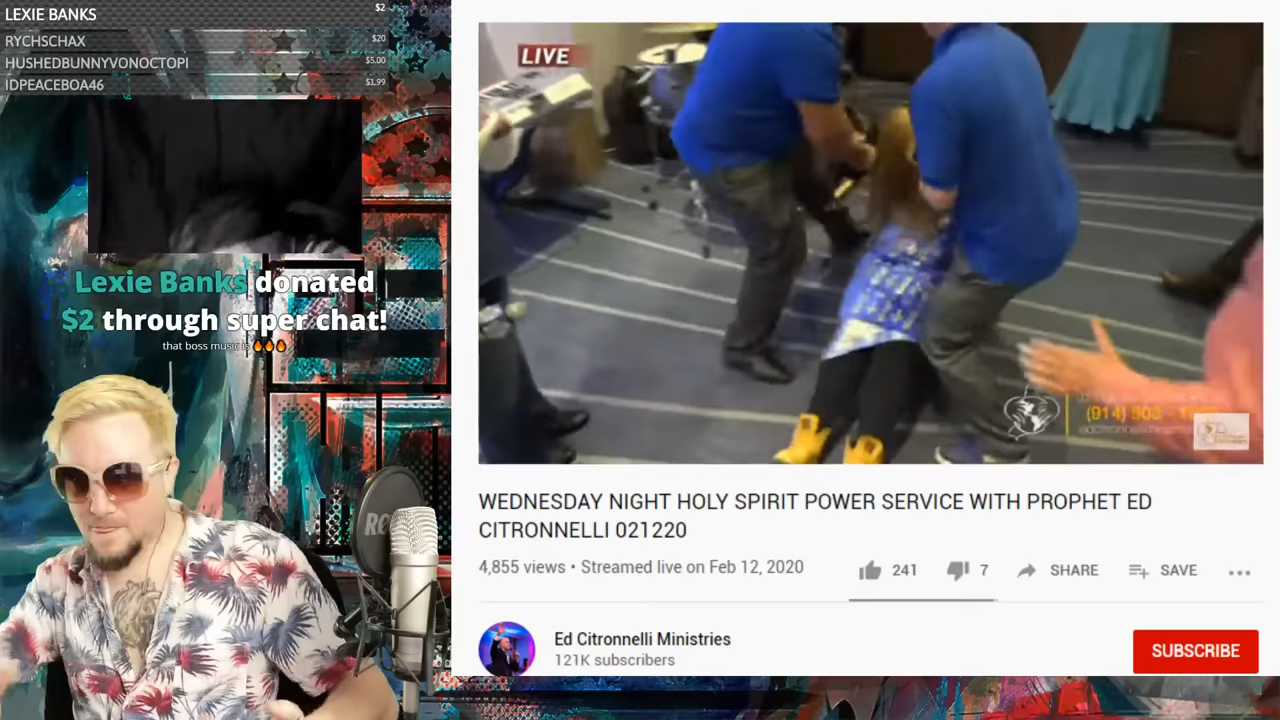 LEXIE BANKS $2
RYCHSCHAX $20
HUSHEDBUNNYVONOCTOPI $5.00
IDPEACEBOA46 $1.99
Lexie Banks donated
$2 through super chat!
that boss music is 🔥🔥🔥
LIVE
(914)
WEDNESDAY NIGHT HOLY SPIRIT POWER SERVICE WITH PROPHET ED
CITRONNELLI 021220
4,855 views • Streamed live on Feb 12, 2020
241
7
SHARE
SAVE
Ed Citronnelli Ministries
121K subscribers
SUBSCRIBE